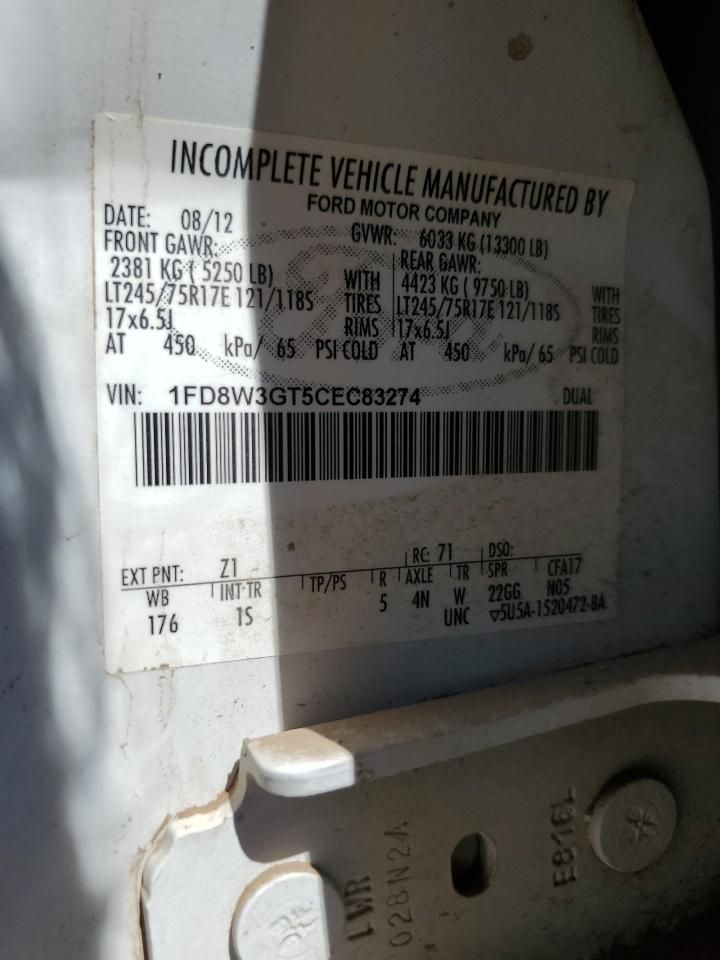 INCOMPLETE VEHICLE MANUFACTURED BY
FORD MOTOR COMPANY
DATE: 08/12 GVWR: 6033 KG (13300 LB)
FRONT GAWR: REAR GAWR:
2381 KG ( 5250 LB) WITH 4423 KG ( 9750 LB) WITH
LT245/75R17E 121/118S TIRES LT245/75R17E 121/118S TIRES
17x6.5J RIMS 17x6.5J RIMS
AT 450 kPa/ 65 PSI COLD AT 450 kPa/ 65 PSI COLD
VIN: 1FD8W3GT5CEC83274 DUAL
EXT PNT: Z1 RC: 71 DSO:
WB INT TR TP/PS R AXLE TR SPR CFA17
176 1S 5 4N W 22GG N05
UNC ▽5U5A-1520472-BA
LWR
028N2A
E816L